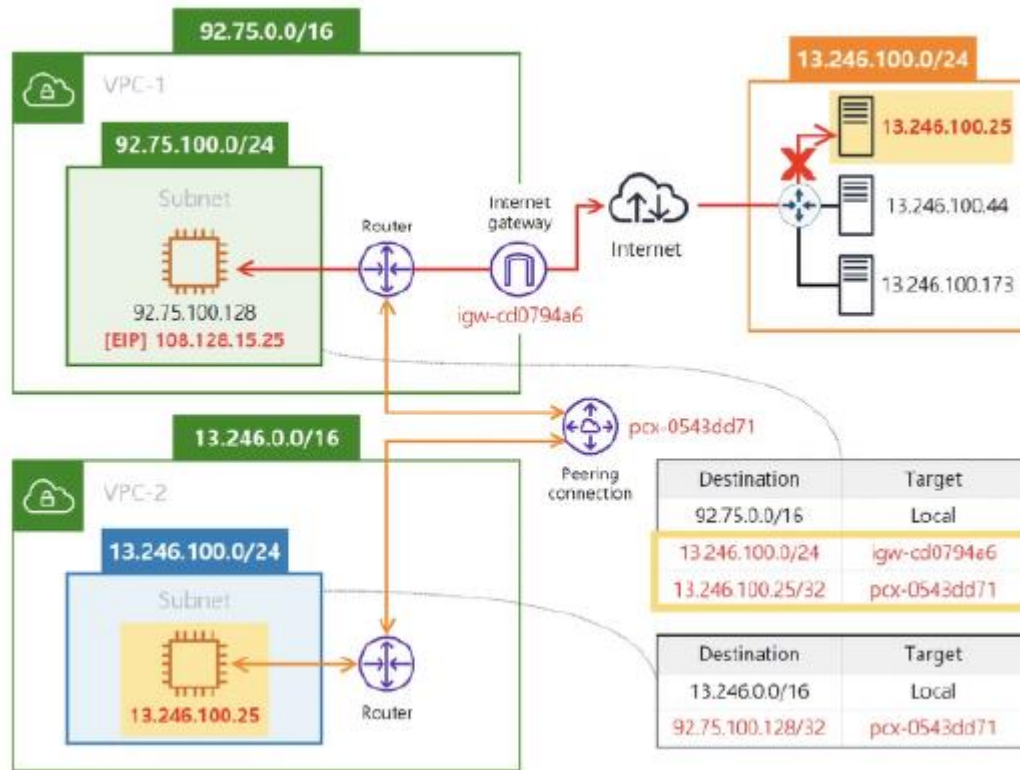 92.75.0.0/16
VPC-1
92.75.100.0/24
Subnet
92.75.100.128
[EIP] 108.128.15.25
Router
Internet
gateway
igw-cd0794a6
Internet
13.246.100.0/24
13.246.100.25
13.246.100.44
13.246.100.173
pcx-0543dd71
Peering
connection
13.246.0.0/16
VPC-2
13.246.100.0/24
Subnet
13.246.100.25
Router
Destination Target
92.75.0.0/16 Local
13.246.100.0/24 igw-cd0794a6
13.246.100.25/32 pcx-0543dd71
Destination Target
13.246.0.0/16 Local
92.75.100.128/32 pcx-0543dd71